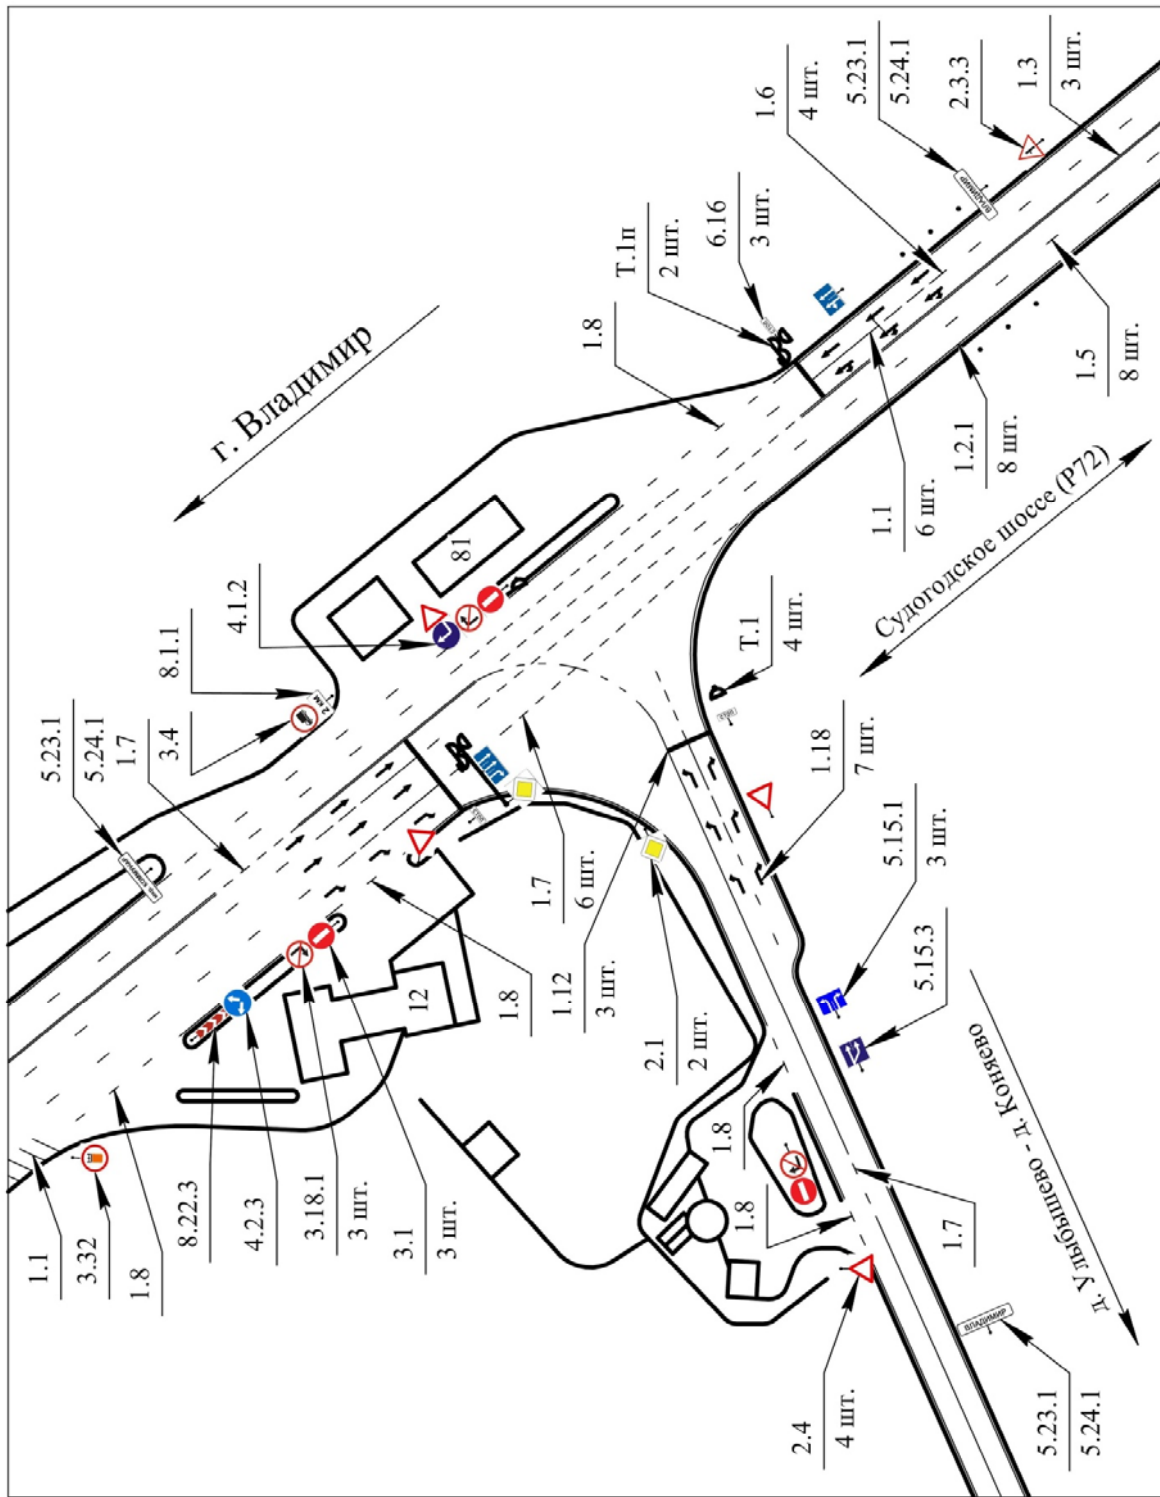 1.1
3.32
1.8
8.22.3
4.2.3
3.18.1
3 шт.
3.1
3 шт.
5.23.1
5.24.1
1.7
3.4
8.1.1
2 КМ
4.1.2
г. Владимир
81
12
1.8
1.7
6 шт.
1.12
3 шт.
2.1
2 шт.
1.8
1.8
2.4
4 шт.
1.8
Т.1п
2 шт.
6.16
3 шт.
1.6
4 шт.
5.23.1
5.24.1
2.3.3
1.3
3 шт.
ВЛАДИМИР
1.1
6 шт.
1.2.1
8 шт.
1.5
8 шт.
Судогодское шоссе (Р72)
Т.1
4 шт.
1.18
7 шт.
5.15.1
3 шт.
5.15.3
д. Улыбышево - д. Коняево
1.7
ВЛАДИМИР
5.23.1
5.24.1